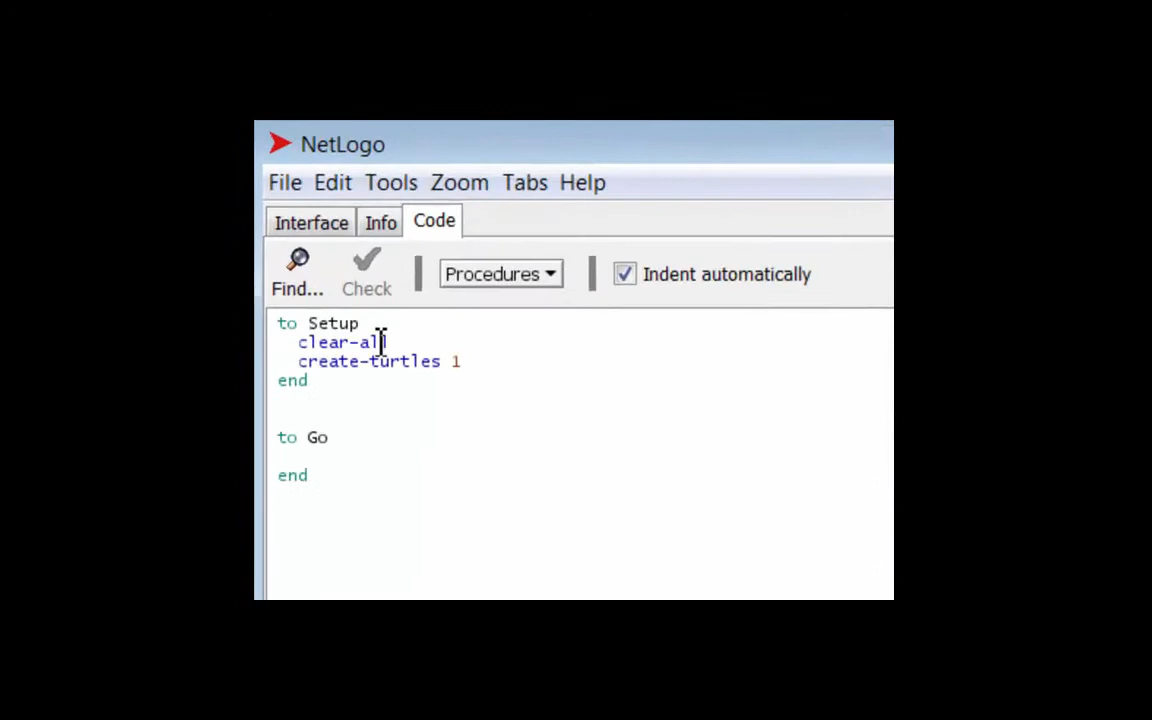 NetLogo
File Edit Tools Zoom Tabs Help
Interface Info Code
Find... Check Procedures Indent automatically
to Setup
clear-all
create-turtles 1
end
to Go
end